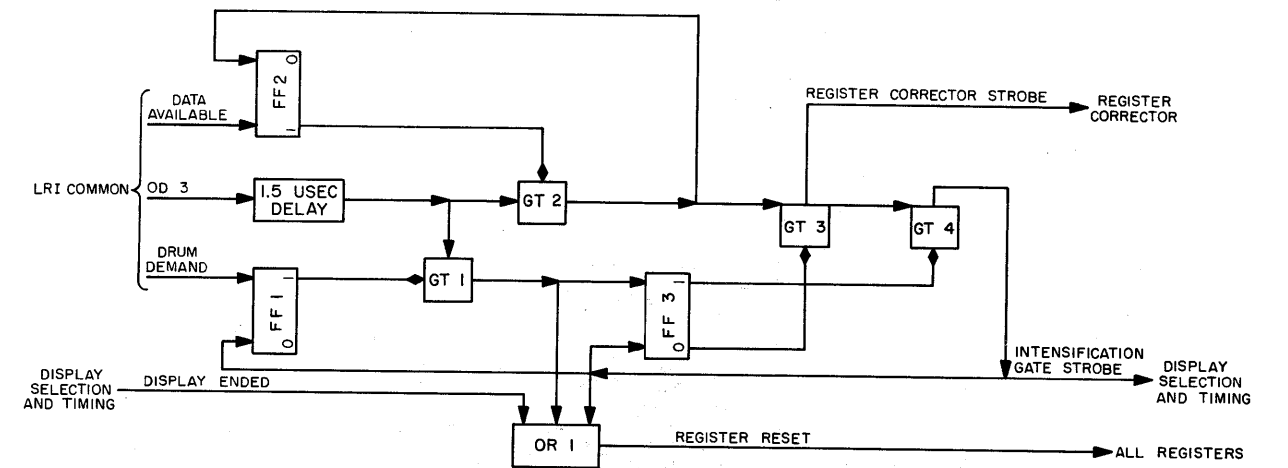 DATA
AVAILABLE
FF2
0
1
REGISTER CORRECTOR STROBE
REGISTER
CORRECTOR
LRI COMMON
OD 3
1.5 USEC
DELAY
GT 2
GT 3
GT 4
DRUM
DEMAND
FF 1
1
0
GT 1
FF 3
1
0
INTENSIFICATION
GATE STROBE
DISPLAY
SELECTION
AND TIMING
DISPLAY
SELECTION
AND TIMING
DISPLAY ENDED
OR 1
REGISTER RESET
ALL REGISTERS